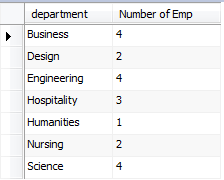 department Number of Emp
Business 4
Design 2
Engineering 4
Hospitality 3
Humanities 1
Nursing 2
Science 4